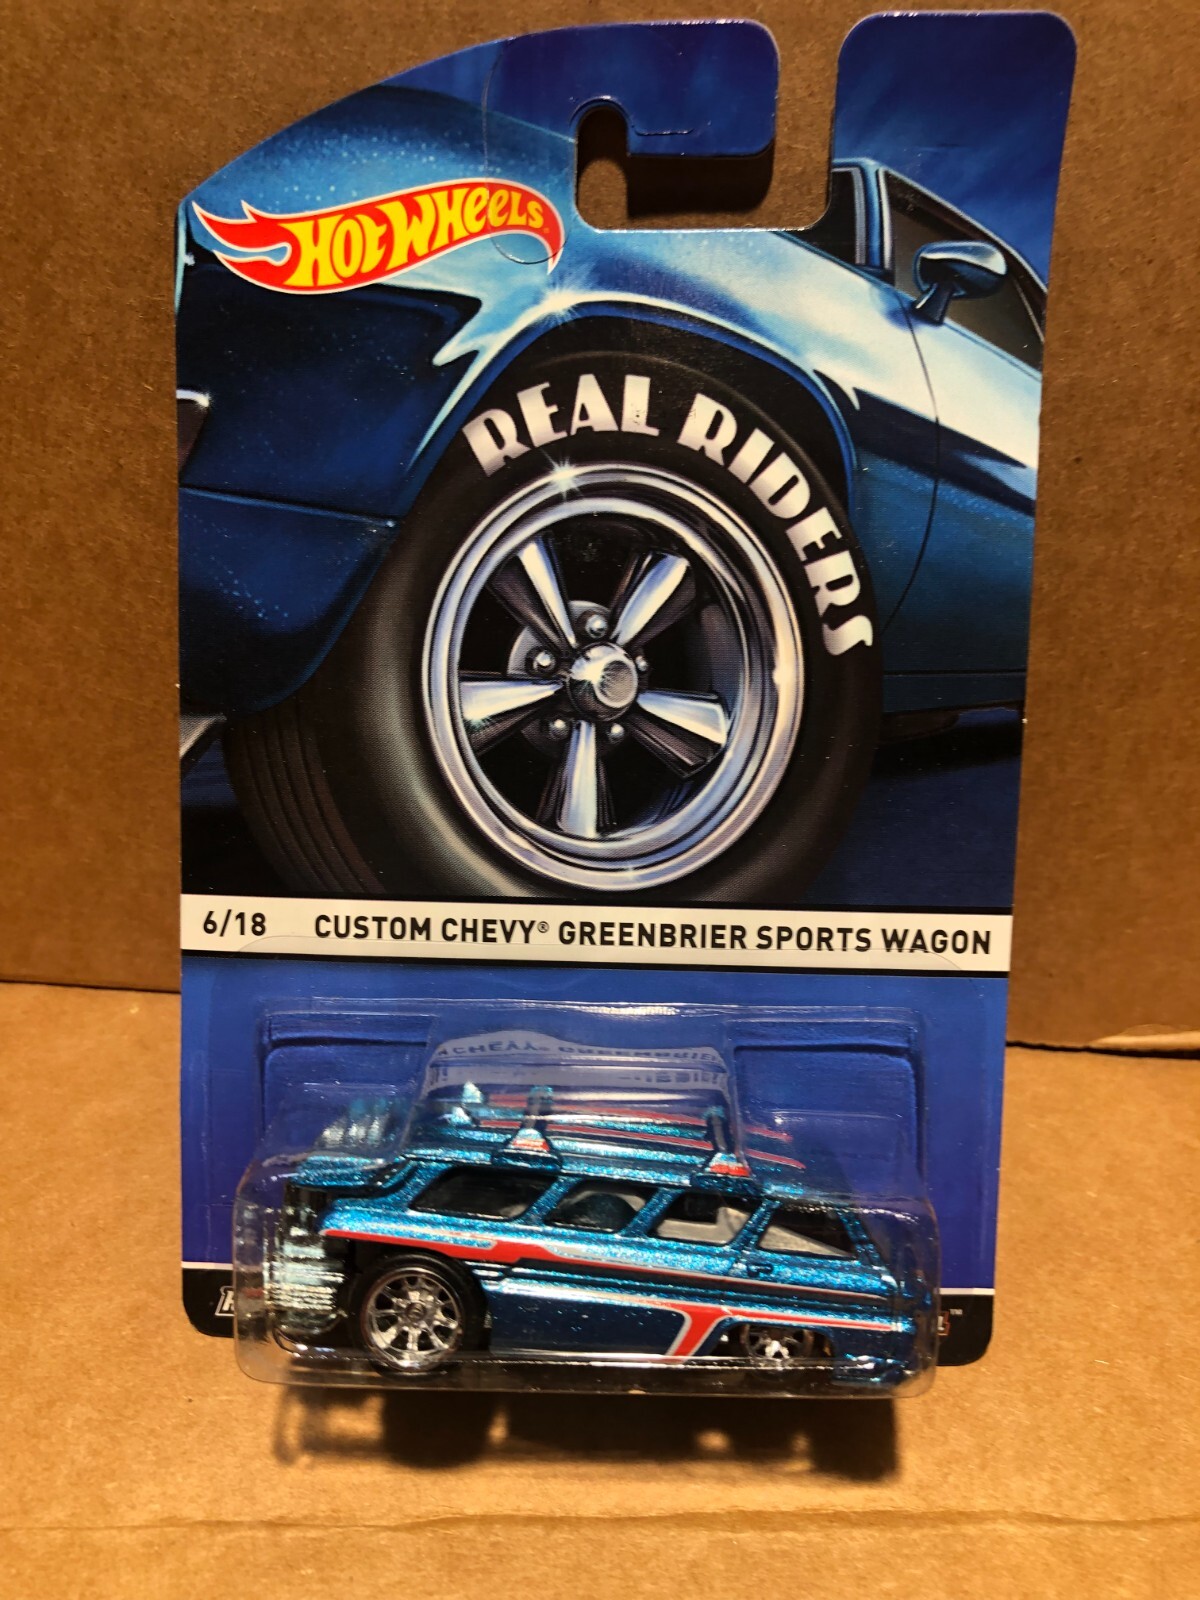 HOT WHEELS®
REAL RIDERS
6/18 CUSTOM CHEVY® GREENBRIER SPORTS WAGON